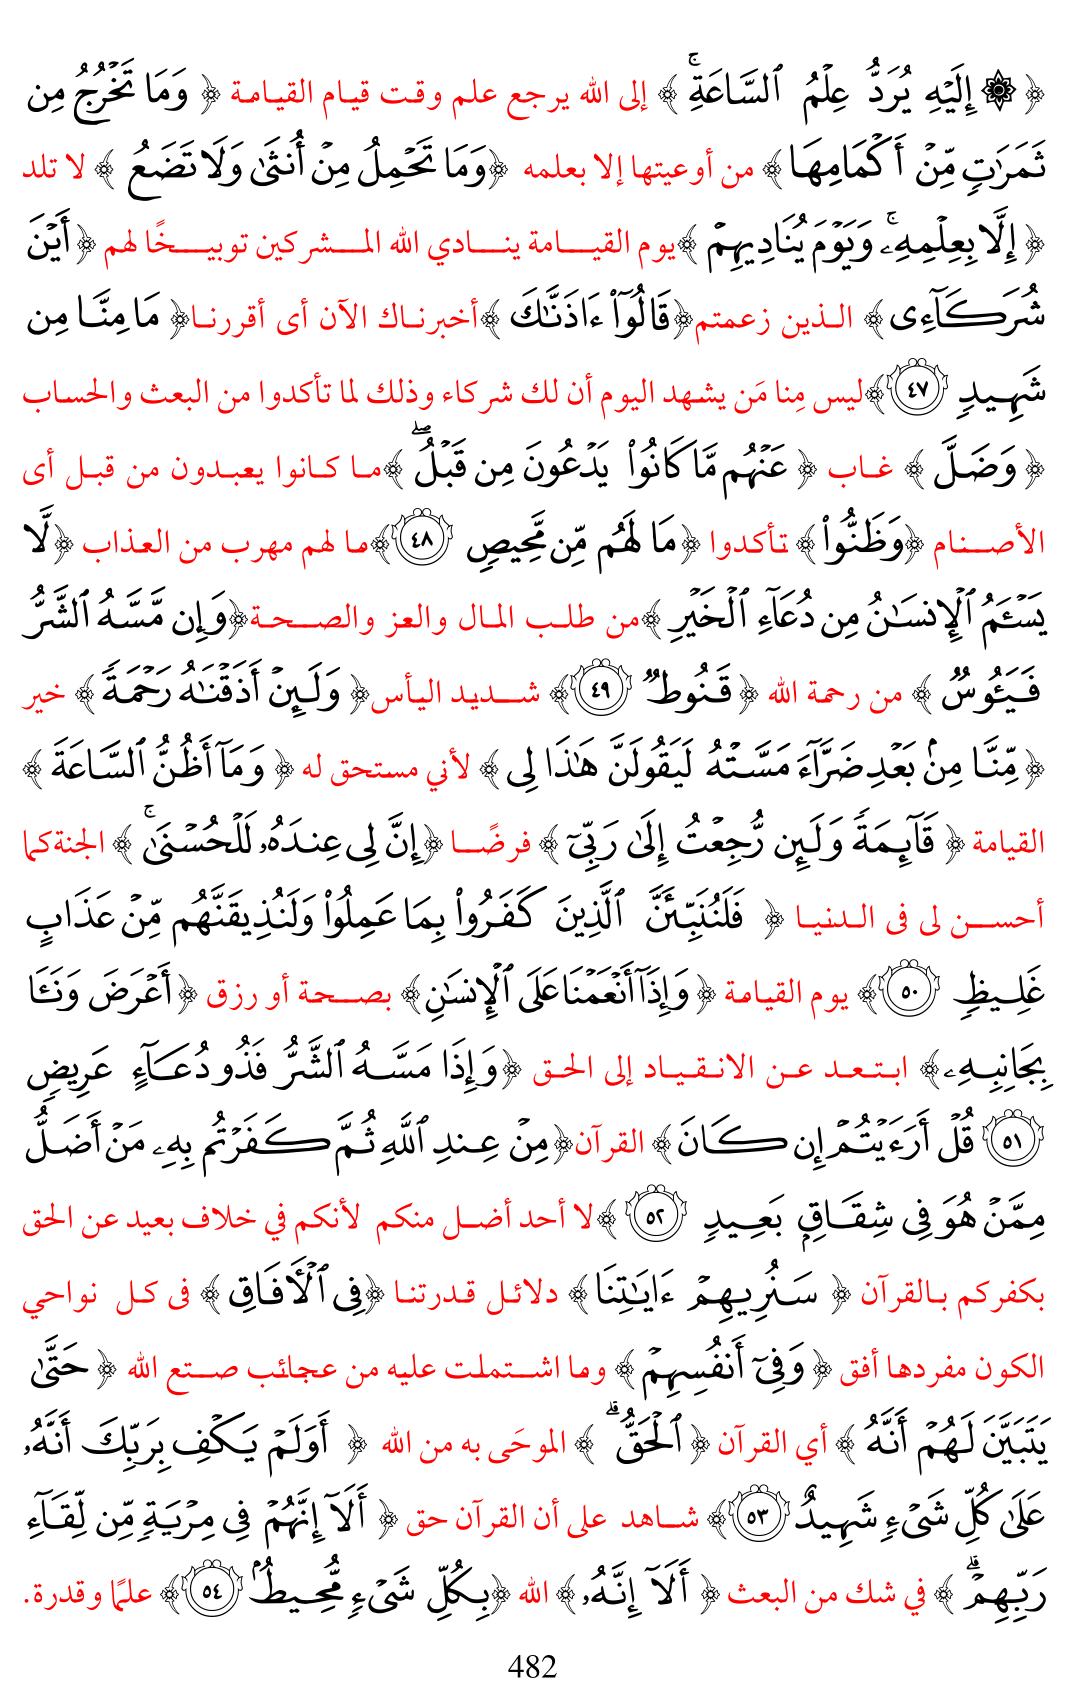 ﴿ ۞ إِلَيْهِ يُرَدُّ عِلْمُ ٱلسَّاعَةِۚ ﴾ إلى الله يرجع علم وقت قيام القيامة ﴿ وَمَا تَخْرُجُ مِن
ثَمَرَٰتٍ مِّنْ أَكْمَامِهَا﴾ من أوعيتها إلا بعلمه ﴿وَمَا تَحْمِلُ مِنْ أُنثَىٰ وَلَا تَضَعُ ﴾ لا تلد
﴿ إِلَّا بِعِلْمِهِۦۚ وَيَوْمَ يُنَادِيهِمْ ﴾يوم القيامة ينادي الله المشركين توبيخًا لهم ﴿ أَيْنَ
شُرَكَآءِى﴾ الذين زعمتم﴿قَالُوٓا۟ ءَاذَنَّٰكَ ﴾أخبرناك الآن أى أقررنا﴿ مَا مِنَّا مِن
شَهِيدٍ ٤٧﴾ليس مِنا مَن يشهد اليوم أن لك شركاء وذلك لما تأكدوا من البعث والحساب
﴿ وَضَلَّ ﴾ غاب ﴿ عَنْهُم مَّا كَانُوا۟ يَدْعُونَ مِن قَبْلُۖ ﴾ما كانوا يعبدون من قبل أى
الأصنام ﴿وَظَنُّوا۟ ﴾ تأكدوا ﴿ مَا لَهُم مِّن مَّحِيصٍ ٤٨﴾ما لهم مهرب من العذاب ﴿لَّا
يَسْـَٔمُ ٱلْإِنسَٰنُ مِن دُعَآءِ ٱلْخَيْرِ ﴾من طلب المال والعز والصحة﴿وَإِن مَّسَّهُ ٱلشَّرُّ
فَيَـُٔوسٌ ﴾ من رحمة الله ﴿ قَنُوطٌ ٤٩﴾ شديد اليأس﴿ وَلَئِنْ أَذَقْنَٰهُ رَحْمَةً ﴾ خير
﴿ مِّنَّا مِنۢ بَعْدِ ضَرَّآءَ مَسَّتْهُ لَيَقُولَنَّ هَٰذَا لِى ﴾ لأني مستحق له ﴿ وَمَآ أَظُنُّ ٱلسَّاعَةَ ﴾
القيامة ﴿ قَآئِمَةً وَلَئِن رُّجِعْتُ إِلَىٰ رَبِّىٓ ﴾ فرضًا ﴿إِنَّ لِى عِندَهُۥ لَلْحُسْنَىٰۚ ﴾ الجنة كما
أحسن لى فى الدنيا ﴿ فَلَنُنَبِّئَنَّ ٱلَّذِينَ كَفَرُوا۟ بِمَا عَمِلُوا۟ وَلَنُذِيقَنَّهُم مِّنْ عَذَابٍ
غَلِيظٍ ٥٠﴾ يوم القيامة ﴿ وَإِذَآ أَنْعَمْنَا عَلَى ٱلْإِنسَٰنِ﴾ بصحة أو رزق ﴿أَعْرَضَ وَنَـَٔا
بِجَانِبِهِۦ﴾ ابتعد عن الانقياد إلى الحق ﴿وَإِذَا مَسَّهُ ٱلشَّرُّ فَذُو دُعَآءٍ عَرِيضٍ
٥١ قُلْ أَرَءَيْتُمْ إِن كَانَ﴾ القرآن﴿مِنْ عِندِ ٱللَّهِ ثُمَّ كَفَرْتُم بِهِۦ مَنْ أَضَلُّ
مِمَّنْ هُوَ فِى شِقَاقٍۭ بَعِيدٍ ٥٢﴾لا أحد أضل منكم لأنكم في خلاف بعيد عن الحق
بكفركم بالقرآن ﴿ سَنُرِيهِمْ ءَايَٰتِنَا﴾ دلائل قدرتنا ﴿فِى ٱلْـَٔافَاقِ﴾ فى كل نواحي
الكون مفردها أفق ﴿ وَفِىٓ أَنفُسِهِمْ ﴾ وما اشتملت عليه من عجائب صتع الله ﴿ حَتَّىٰ
يَتَبَيَّنَ لَهُمْ أَنَّهُ ﴾ أي القرآن ﴿ ٱلْحَقُّۗ ﴾ الموحَى به من الله ﴿ أَوَلَمْ يَكْفِ بِرَبِّكَ أَنَّهُۥ
عَلَىٰ كُلِّ شَىْءٍ شَهِيدٌ ٥٣﴾ شاهد على أن القرآن حق ﴿ أَلَآ إِنَّهُمْ فِى مِرْيَةٍ مِّن لِّقَآءِ
رَبِّهِمْۗ ﴾ في شك من البعث ﴿ أَلَآ إِنَّهُۥ ﴾ الله ﴿بِكُلِّ شَىْءٍ مُّحِيطٌۢ ٥٤﴾ علمًا وقدرة.
482